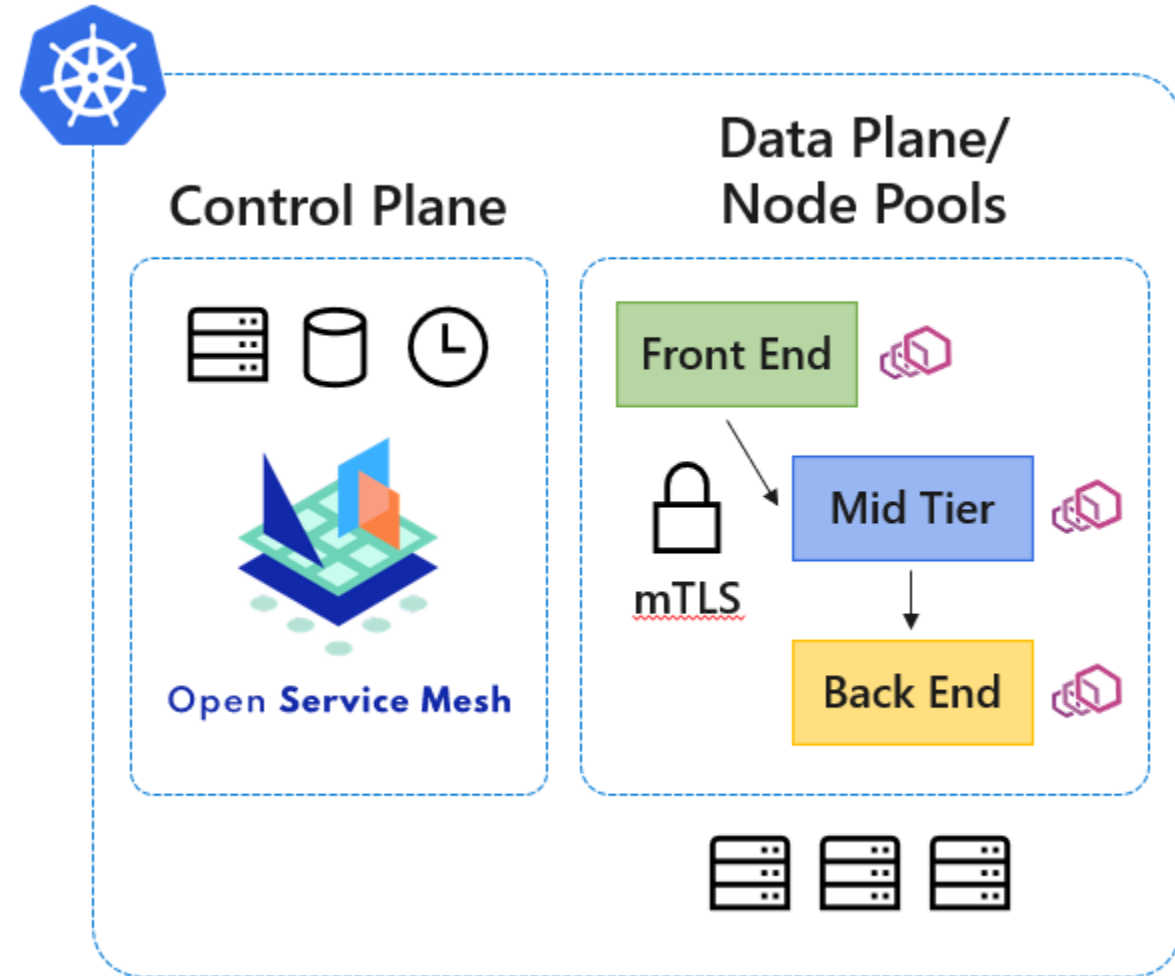 Control Plane
Data Plane/
Node Pools
Open Service Mesh
Front End
Mid Tier
mTLS
Back End